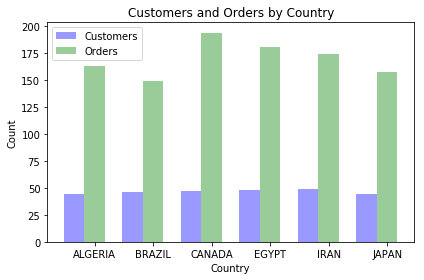 Customers and Orders by Country
Customers
Orders
Count
200
175
150
125
100
75
50
25
0
ALGERIA BRAZIL CANADA EGYPT IRAN JAPAN
Country